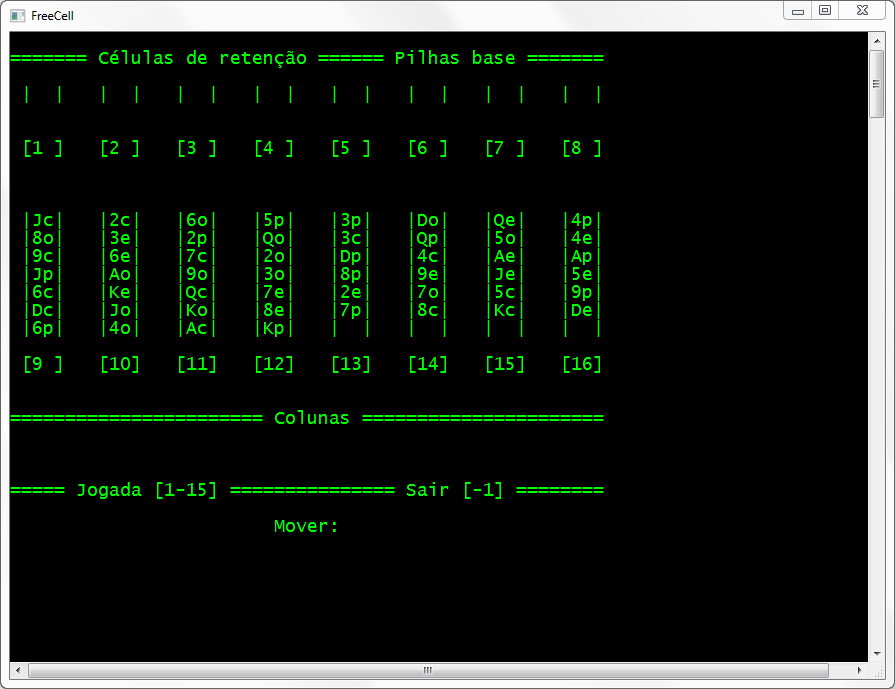 FreeCell
======= Células de retenção ====== Pilhas base =======
|  |   |  |   |  |   |  |   |  |   |  |   |  |   |  |
[1 ]   [2 ]   [3 ]   [4 ]   [5 ]   [6 ]   [7 ]   [8 ]
|Jc|   |2c|   |6o|   |5p|   |3p|   |Do|   |Qe|   |4p|
|8o|   |3e|   |2p|   |Qo|   |3c|   |Qp|   |5o|   |4e|
|9c|   |6e|   |7c|   |2o|   |Dp|   |4c|   |Ae|   |Ap|
|Jp|   |Ao|   |9o|   |3o|   |8p|   |9e|   |Je|   |5e|
|6c|   |Ke|   |Qc|   |7e|   |2e|   |7o|   |5c|   |9p|
|Dc|   |Jo|   |Ko|   |8e|   |7p|   |8c|   |Kc|   |De|
|6p|   |4o|   |Ac|   |Kp|   |  |   |  |   |  |   |  |
[9 ]   [10]   [11]   [12]   [13]   [14]   [15]   [16]
======================= Colunas ======================
===== Jogada [1-15] =============== Sair [-1] ========
Mover: